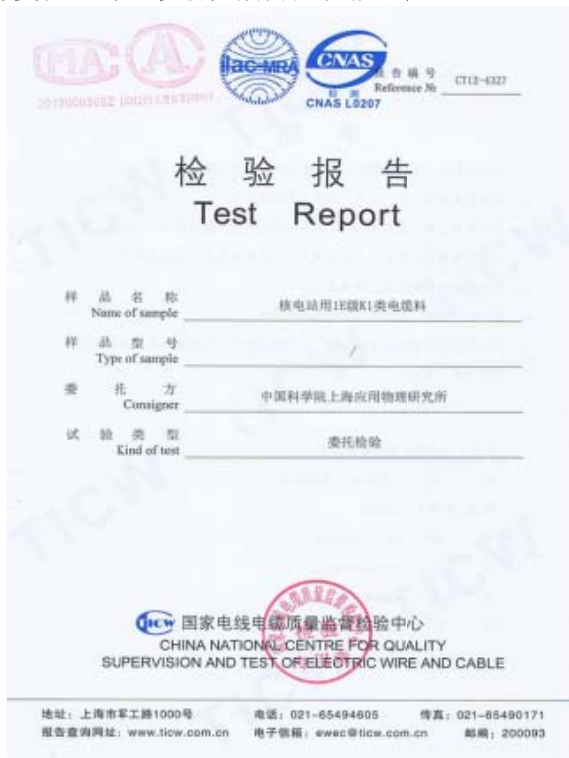 ilac-MRA
CNAS
检 测
CNAS L0207
报 告 编 号
Reference № CT12-4327
检 验 报 告
Test Report
样 品 名 称
Name of sample
核电站用1E级K1类电缆料
样 品 型 号
Type of sample
/
委 托 方
Consigner
中国科学院上海应用物理研究所
试 验 类 型
Kind of test
委托检验
TICW 国家电线电缆质量监督检验中心
CHINA NATIONAL CENTRE FOR QUALITY
SUPERVISION AND TEST OF ELECTRIC WIRE AND CABLE
地址：上海市军工路1000号 电话：021-65494605 传真：021-65490171
报告查询网址：www.ticw.com.cn 电子信箱：ewec@ticw.com.cn 邮编：200093